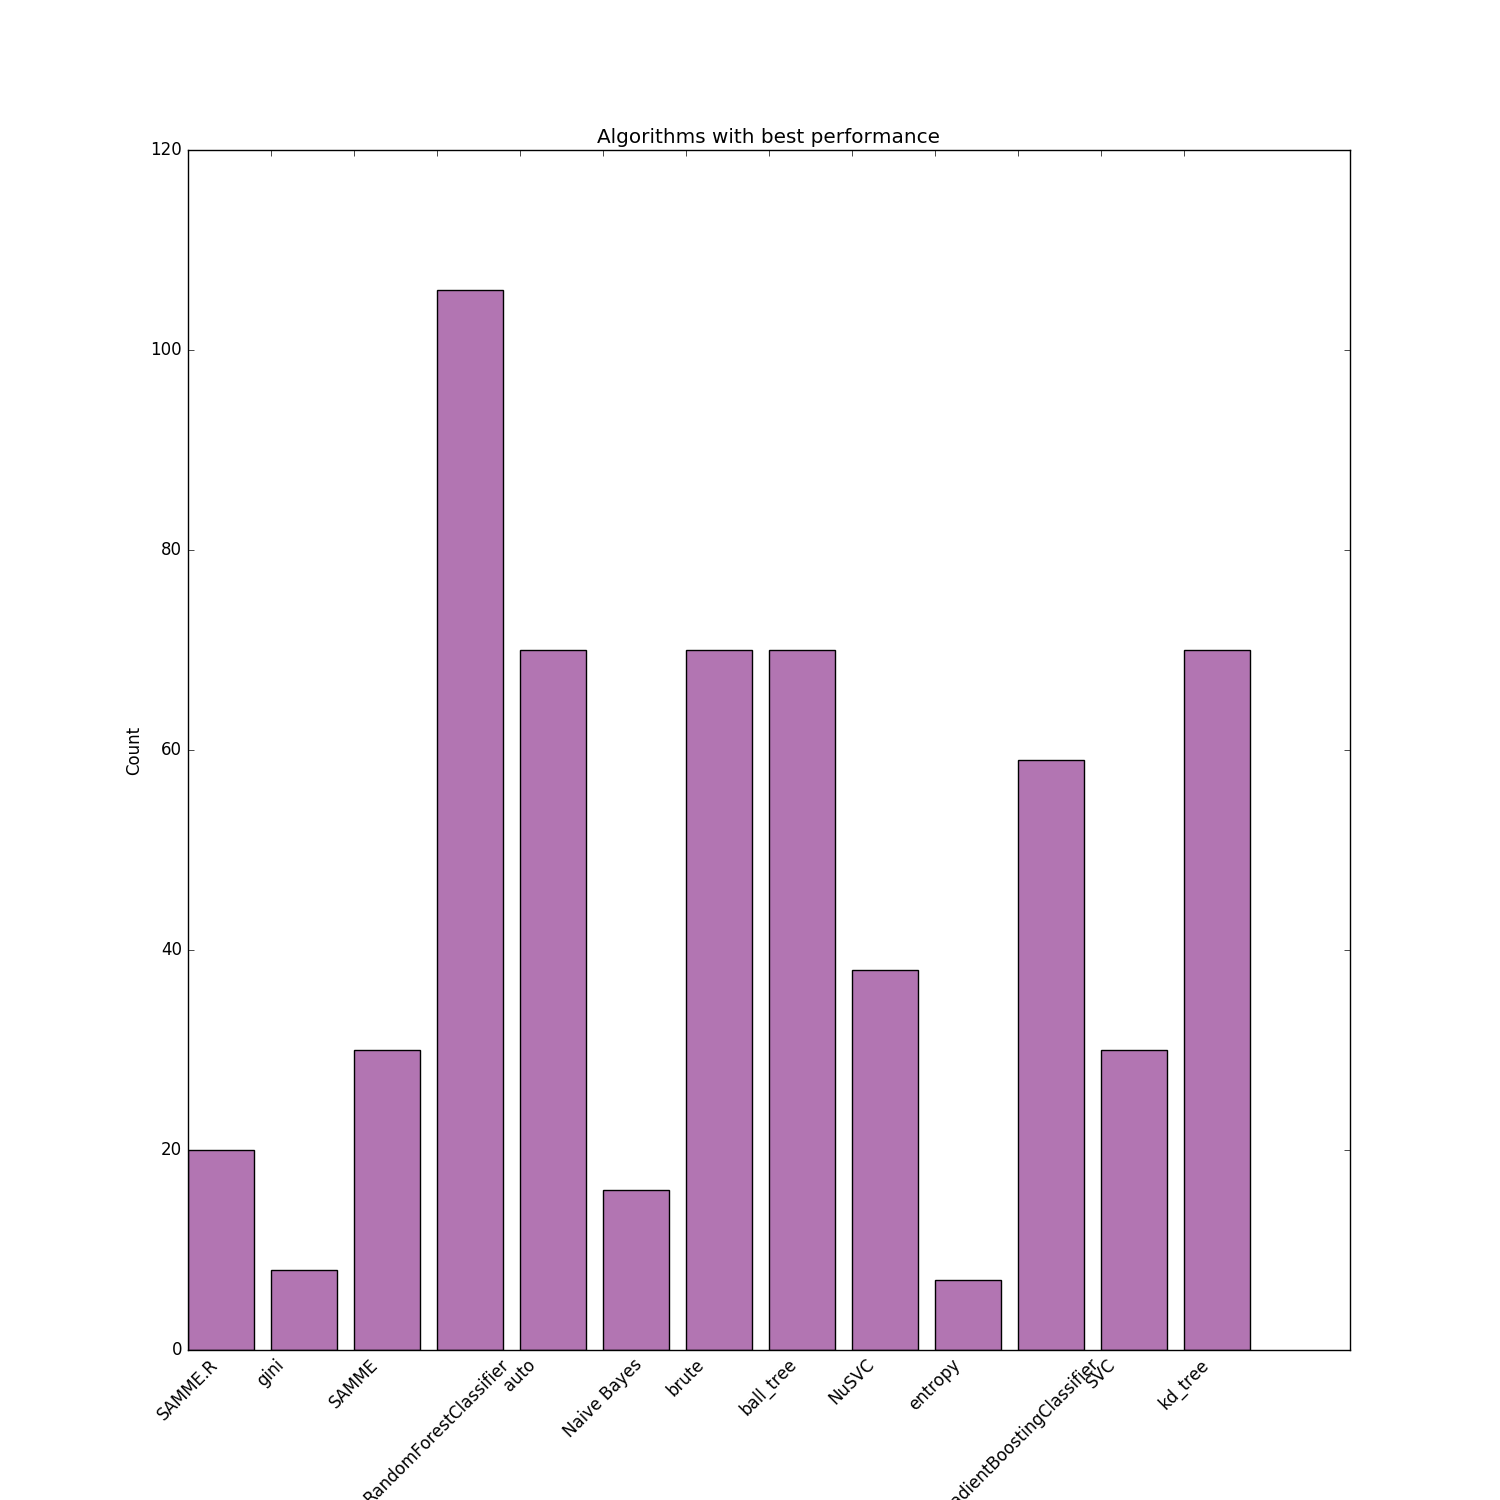 Algorithms with best performance
120
100
80
60
40
20
0
Count
SAMME.R
gini
SAMME
RandomForestClassifier
auto
Naive Bayes
brute
ball_tree
NuSVC
entropy
adientBoostingClassifier
SVC
kd_tree